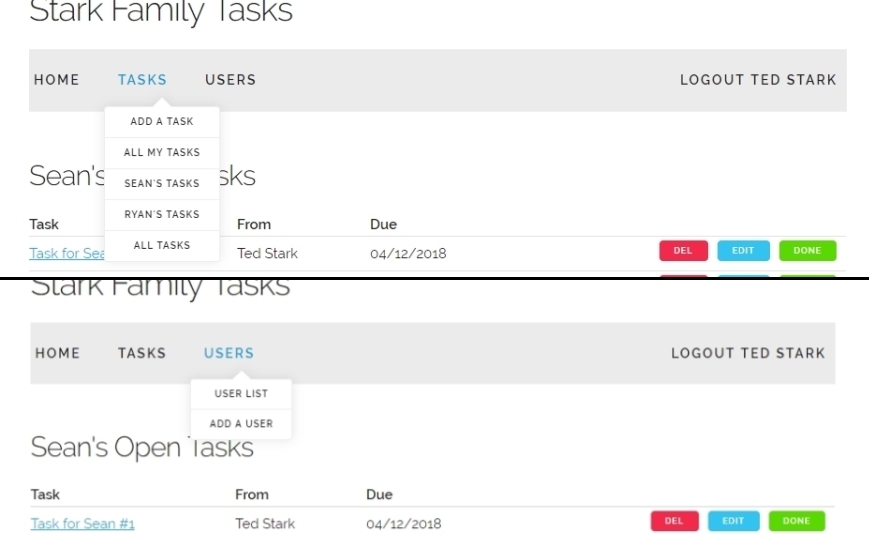 Stark Family Tasks
HOME TASKS USERS LOGOUT TED STARK
ADD A TASK
ALL MY TASKS
SEAN'S TASKS
RYAN'S TASKS
ALL TASKS
Sean's sks
Task From Due
Task for Sea Ted Stark 04/12/2018 DEL EDIT DONE
Stark Family Tasks
HOME TASKS USERS LOGOUT TED STARK
USER LIST
ADD A USER
Sean's Open Tasks
Task From Due
Task for Sean #1 Ted Stark 04/12/2018 DEL EDIT DONE